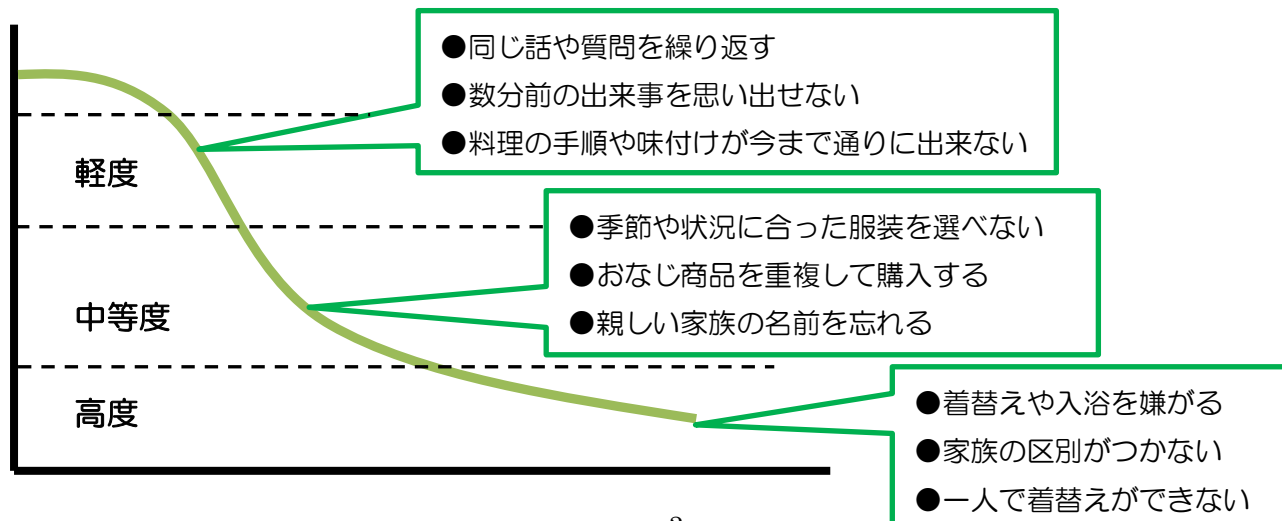 ●同じ話や質問を繰り返す
●数分前の出来事を思い出せない
●料理の手順や味付けが今まで通りに出来ない
軽度
●季節や状況に合った服装を選べない
●おなじ商品を重複して購入する
●親しい家族の名前を忘れる
中等度
●着替えや入浴を嫌がる
●家族の区別がつかない
●一人で着替えができない
高度